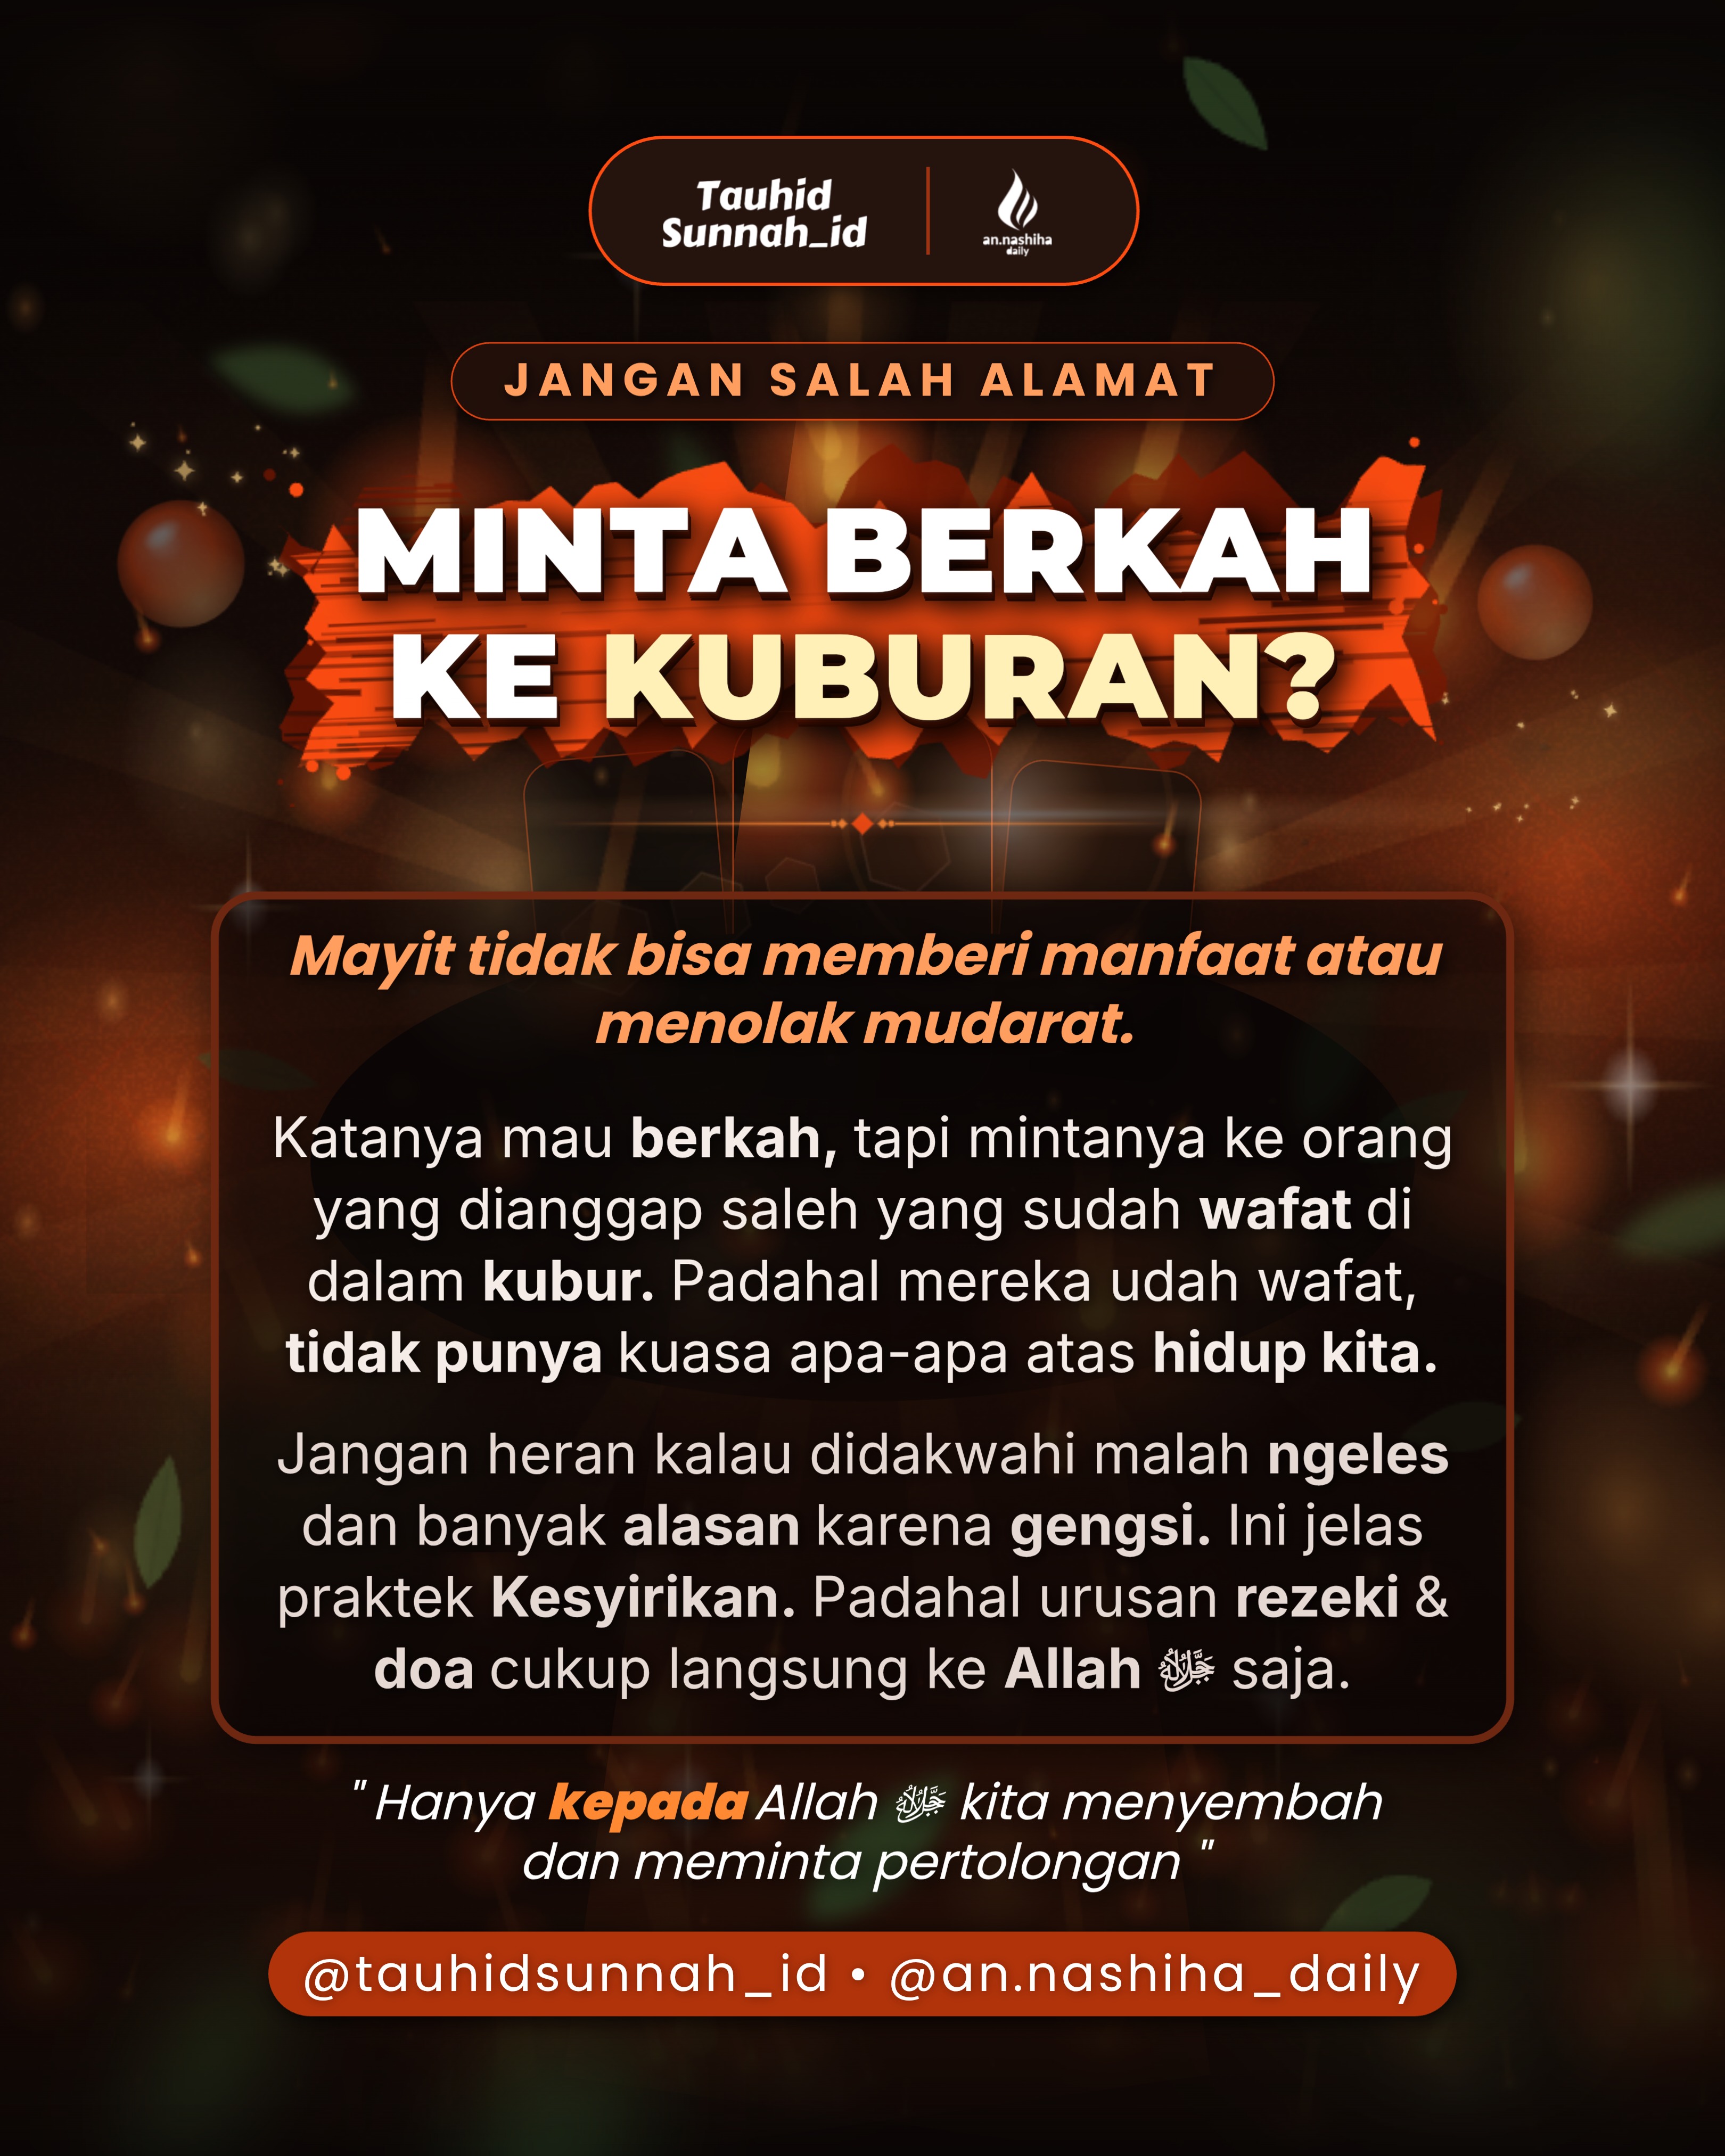 Tauhid
Sunnah_id
an.nashiha
daily
JANGAN SALAH ALAMAT
MINTA BERKAH
KE KUBURAN?
Mayit tidak bisa memberi manfaat atau
menolak mudarat.
Katanya mau berkah, tapi mintanya ke orang
yang dianggap saleh yang sudah wafat di
dalam kubur. Padahal mereka udah wafat,
tidak punya kuasa apa-apa atas hidup kita.
Jangan heran kalau didakwahi malah ngeles
dan banyak alasan karena gengsi. Ini jelas
praktek Kesyirikan. Padahal urusan rezeki &
doa cukup langsung ke Allah ﷻ saja.
" Hanya kepada Allah ﷻ kita menyembah
dan meminta pertolongan "
@tauhidsunnah_id • @an.nashiha_daily